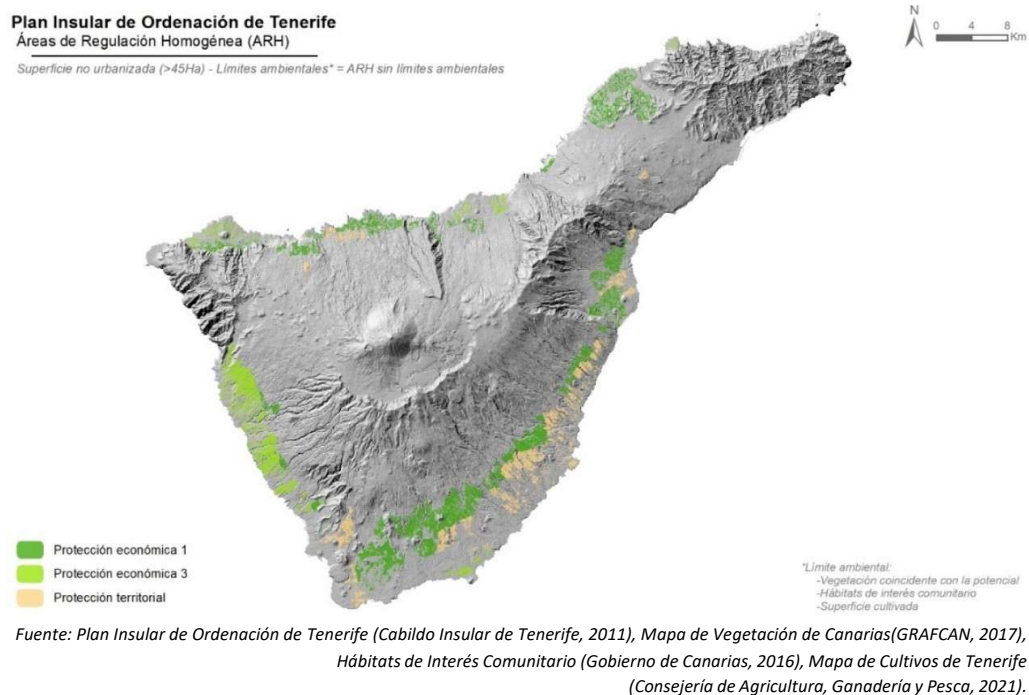 Plan Insular de Ordenación de Tenerife
Áreas de Regulación Homogénea (ARH)
Superficie no urbanizada (>45Ha) - Límites ambientales* = ARH sin límites ambientales
N
0 4 8
Km
Protección económica 1
Protección económica 3
Protección territorial
*Límite ambiental:
-Vegetación coincidente con la potencial
-Hábitats de interés comunitario
-Superficie cultivada
Fuente: Plan Insular de Ordenación de Tenerife (Cabildo Insular de Tenerife, 2011), Mapa de Vegetación de Canarias(GRAFCAN, 2017),
Hábitats de Interés Comunitario (Gobierno de Canarias, 2016), Mapa de Cultivos de Tenerife
(Consejería de Agricultura, Ganadería y Pesca, 2021).